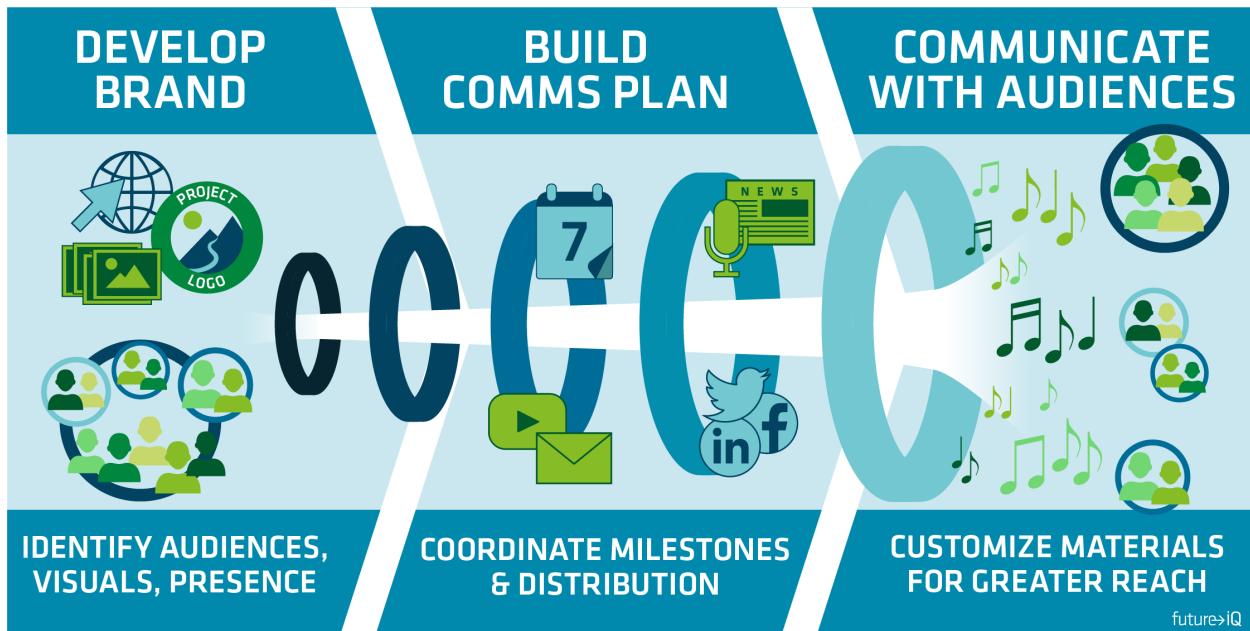 DEVELOP
BRAND
BUILD
COMMS PLAN
COMMUNICATE
WITH AUDIENCES
PROJECT
LOGO
7
NEWS
in
f
IDENTIFY AUDIENCES,
VISUALS, PRESENCE
COORDINATE MILESTONES
& DISTRIBUTION
CUSTOMIZE MATERIALS
FOR GREATER REACH
future→iQ